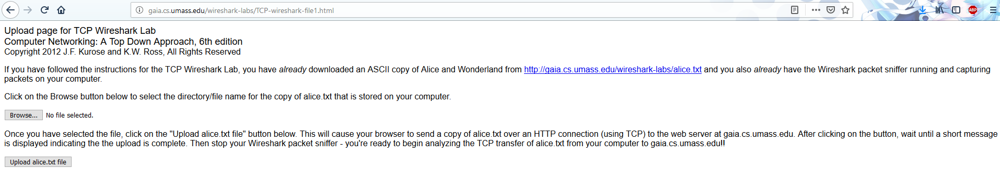 gaia.cs.umass.edu/wireshark-labs/TCP-wireshark-file1.html
ABP
Upload page for TCP Wireshark Lab
Computer Networking: A Top Down Approach, 6th edition
Copyright 2012 J.F. Kurose and K.W. Ross, All Rights Reserved
If you have followed the instructions for the TCP Wireshark Lab, you have already downloaded an ASCII copy of Alice and Wonderland from http://gaia.cs.umass.edu/wireshark-labs/alice.txt and you also already have the Wireshark packet sniffer running and capturing
packets on your computer.
Click on the Browse button below to select the directory/file name for the copy of alice.txt that is stored on your computer.
Browse... No file selected.
Once you have selected the file, click on the "Upload alice.txt file" button below. This will cause your browser to send a copy of alice.txt over an HTTP connection (using TCP) to the web server at gaia.cs.umass.edu. After clicking on the button, wait until a short message
is displayed indicating the the upload is complete. Then stop your Wireshark packet sniffer - you're ready to begin analyzing the TCP transfer of alice.txt from your computer to gaia.cs.umass.edu!!
Upload alice.txt file